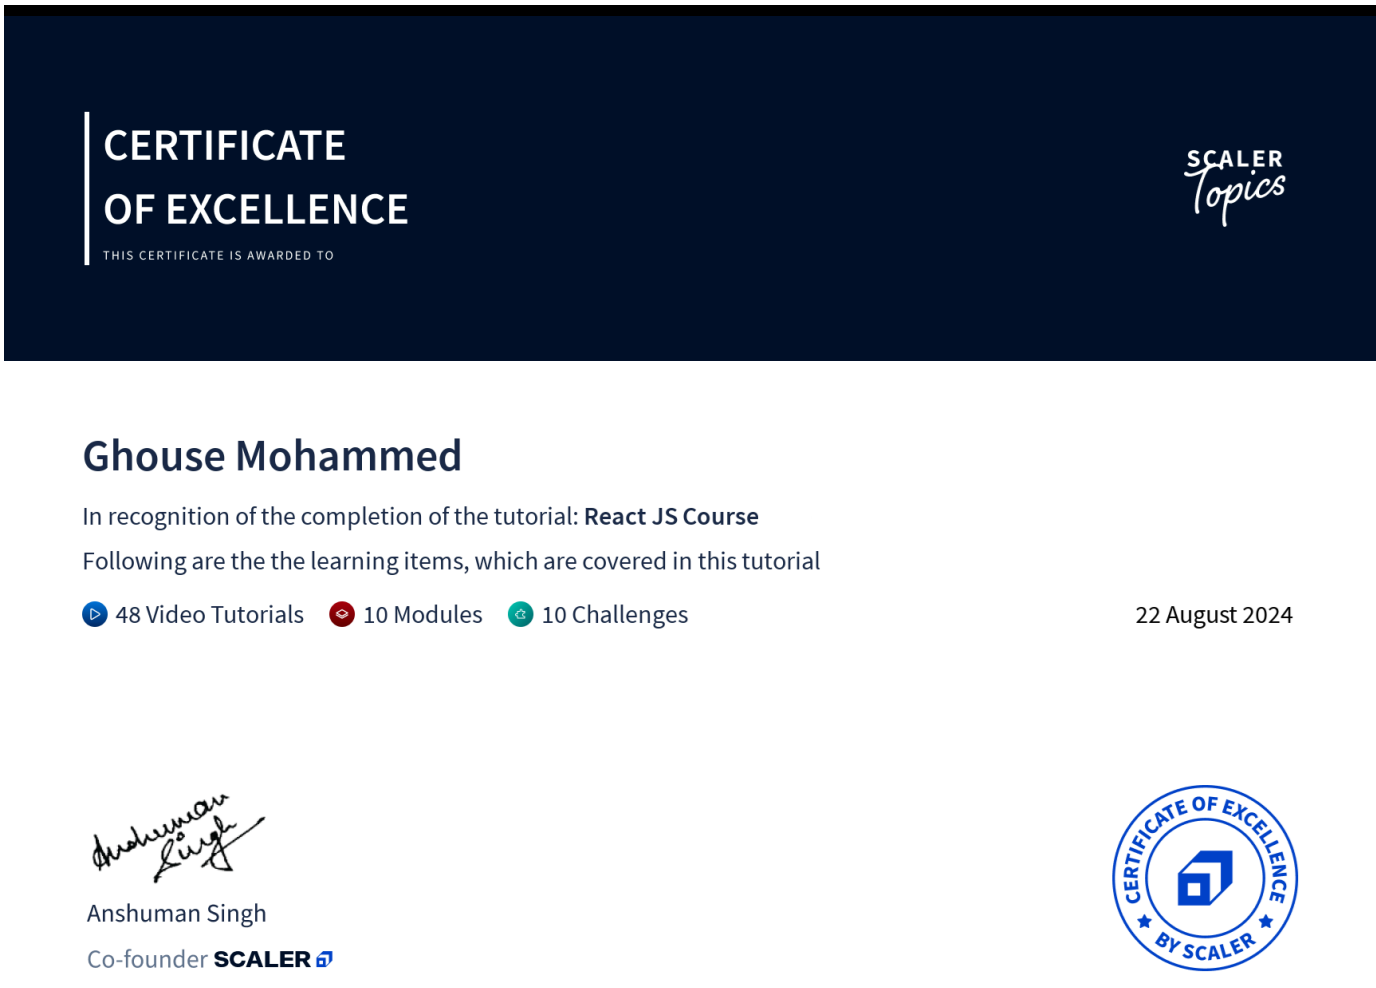 CERTIFICATE
OF EXCELLENCE
THIS CERTIFICATE IS AWARDED TO
SCALER
Topics
Ghouse Mohammed
In recognition of the completion of the tutorial: React JS Course
Following are the the learning items, which are covered in this tutorial
48 Video Tutorials 10 Modules 10 Challenges
22 August 2024
Anshuman
Singh
Anshuman Singh
Co-founder SCALER
CERTIFICATE OF EXCELLENCE
BY SCALER